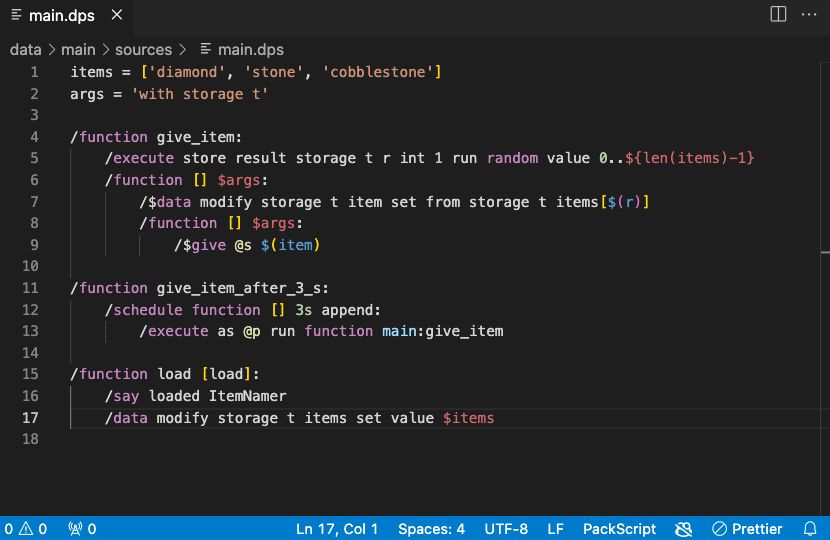 main.dps
data > main > sources > main.dps
1 items = ['diamond', 'stone', 'cobblestone']
2 args = 'with storage t'
3
4 /function give_item:
5     /execute store result storage t r int 1 run random value 0..${len(items)-1}
6     /function [] $args:
7         /$data modify storage t item set from storage t items[$(r)]
8         /function [] $args:
9             /$give @s $(item)
10
11 /function give_item_after_3_s:
12     /schedule function [] 3s append:
13         /execute as @p run function main:give_item
14
15 /function load [load]:
16     /say loaded ItemNamer
17     /data modify storage t items set value $items
18
0 0 0 Ln 17, Col 1 Spaces: 4 UTF-8 LF PackScript Prettier